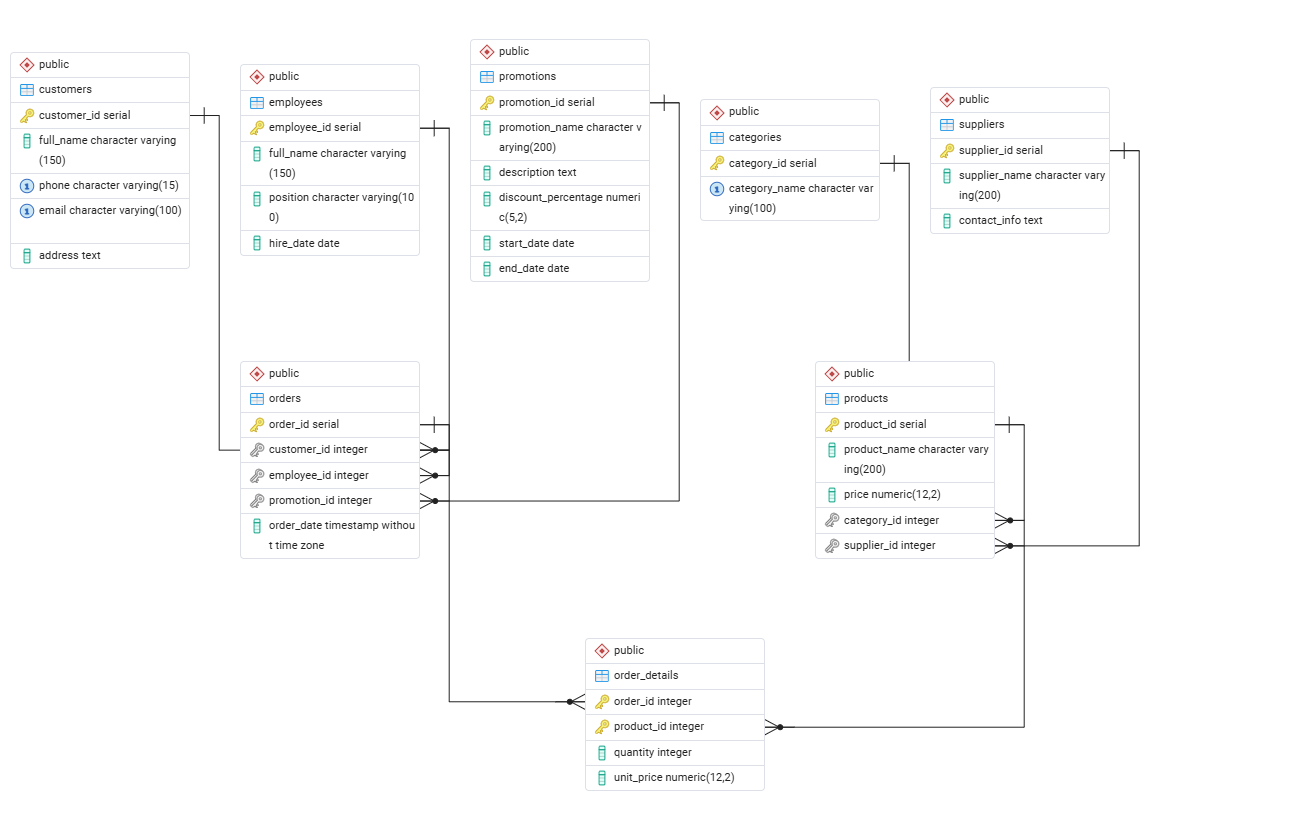 public
customers
customer_id serial
full_name character varying
(150)
phone character varying(15)
email character varying(100)
address text
public
employees
employee_id serial
full_name character varying
(150)
position character varying(10
0)
hire_date date
public
promotions
promotion_id serial
promotion_name character v
arying(200)
description text
discount_percentage numeri
c(5,2)
start_date date
end_date date
public
categories
category_id serial
category_name character var
ying(100)
public
suppliers
supplier_id serial
supplier_name character vary
ing(200)
contact_info text
public
orders
order_id serial
customer_id integer
employee_id integer
promotion_id integer
order_date timestamp withou
t time zone
public
products
product_id serial
product_name character vary
ing(200)
price numeric(12,2)
category_id integer
supplier_id integer
public
order_details
order_id integer
product_id integer
quantity integer
unit_price numeric(12,2)